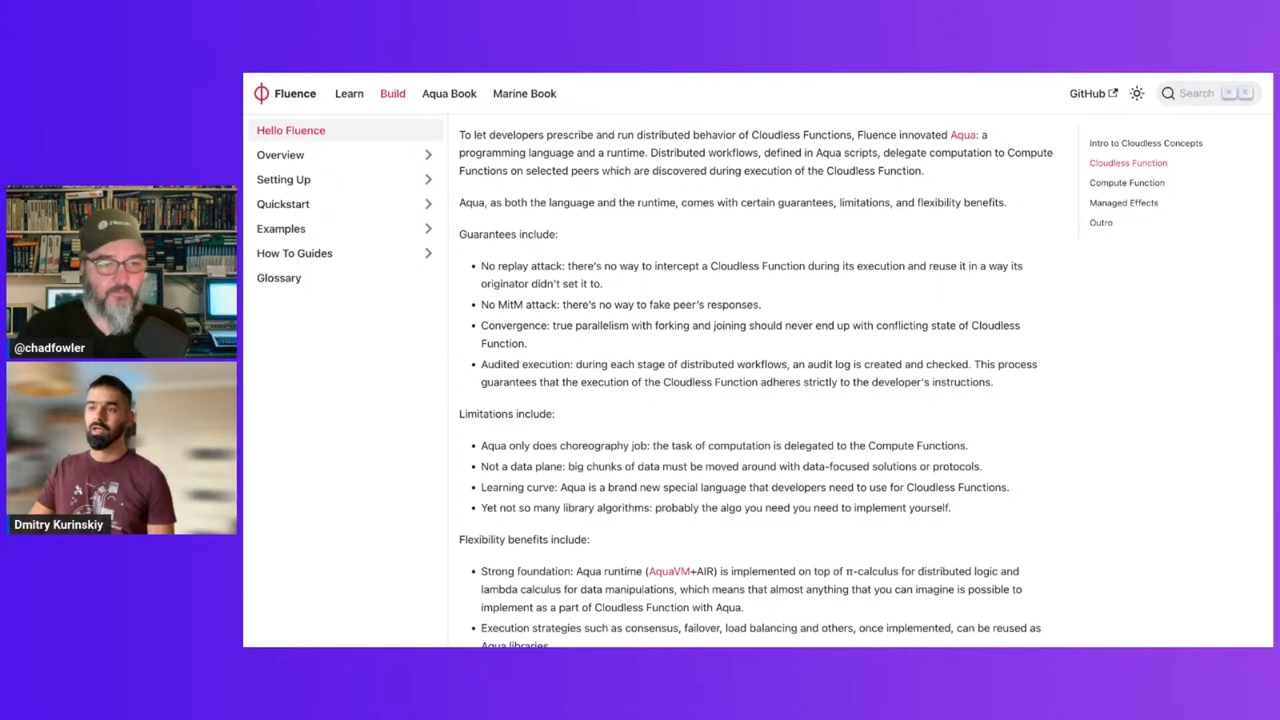 Fluence Learn Build Aqua Book Marine Book GitHub Search ⌘ K
Hello Fluence
Overview
Setting Up
Quickstart
Examples
How To Guides
Glossary
To let developers prescribe and run distributed behavior of Cloudless Functions, Fluence innovated Aqua: a
programming language and a runtime. Distributed workflows, defined in Aqua scripts, delegate computation to Compute
Functions on selected peers which are discovered during execution of the Cloudless Function.
Aqua, as both the language and the runtime, comes with certain guarantees, limitations, and flexibility benefits.
Guarantees include:
• No replay attack: there's no way to intercept a Cloudless Function during its execution and reuse it in a way its
originator didn't set it to.
• No MitM attack: there's no way to fake peer's responses.
• Convergence: true parallelism with forking and joining should never end up with conflicting state of Cloudless
Function.
• Audited execution: during each stage of distributed workflows, an audit log is created and checked. This process
guarantees that the execution of the Cloudless Function adheres strictly to the developer's instructions.
Limitations include:
• Aqua only does choreography job: the task of computation is delegated to the Compute Functions.
• Not a data plane: big chunks of data must be moved around with data-focused solutions or protocols.
• Learning curve: Aqua is a brand new special language that developers need to use for Cloudless Functions.
• Yet not so many library algorithms: probably the algo you need you need to implement yourself.
Flexibility benefits include:
• Strong foundation: Aqua runtime (AquaVM+AIR) is implemented on top of π-calculus for distributed logic and
lambda calculus for data manipulations, which means that almost anything that you can imagine is possible to
implement as a part of Cloudless Function with Aqua.
• Execution strategies such as consensus, failover, load balancing and others, once implemented, can be reused as
Aqua libraries.
Intro to Cloudless Concepts
Cloudless Function
Compute Function
Managed Effects
Outro
@chadfowler
Dmitry Kurinskiy